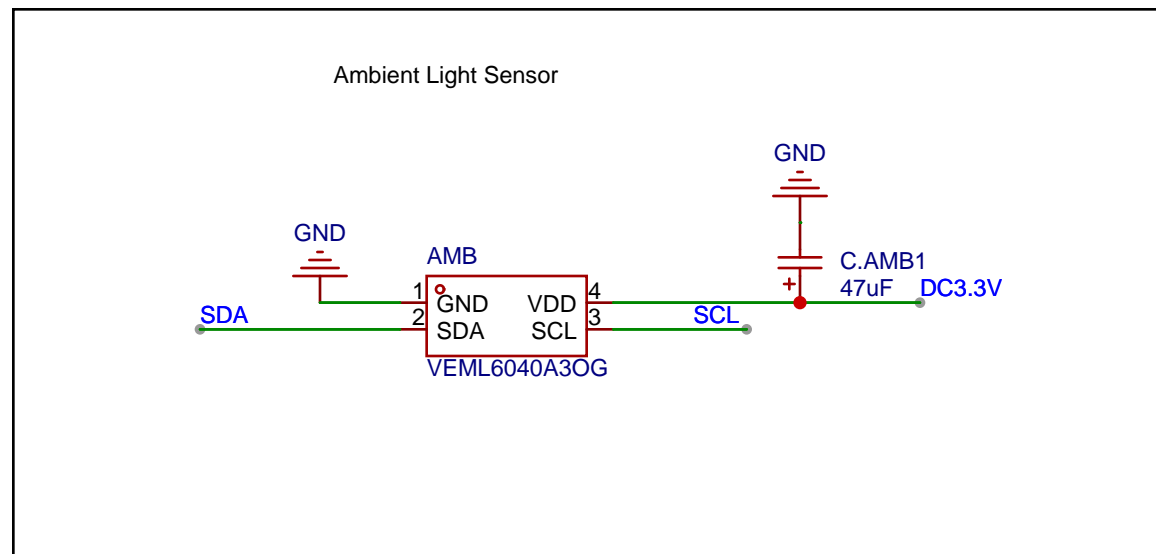 Ambient Light Sensor
GND
GND
AMB
C.AMB1
47uF
DC3.3V
1
GND
VDD
4
SDA
2
SDA
SCL
3
SCL
VEML6040A3OG
+